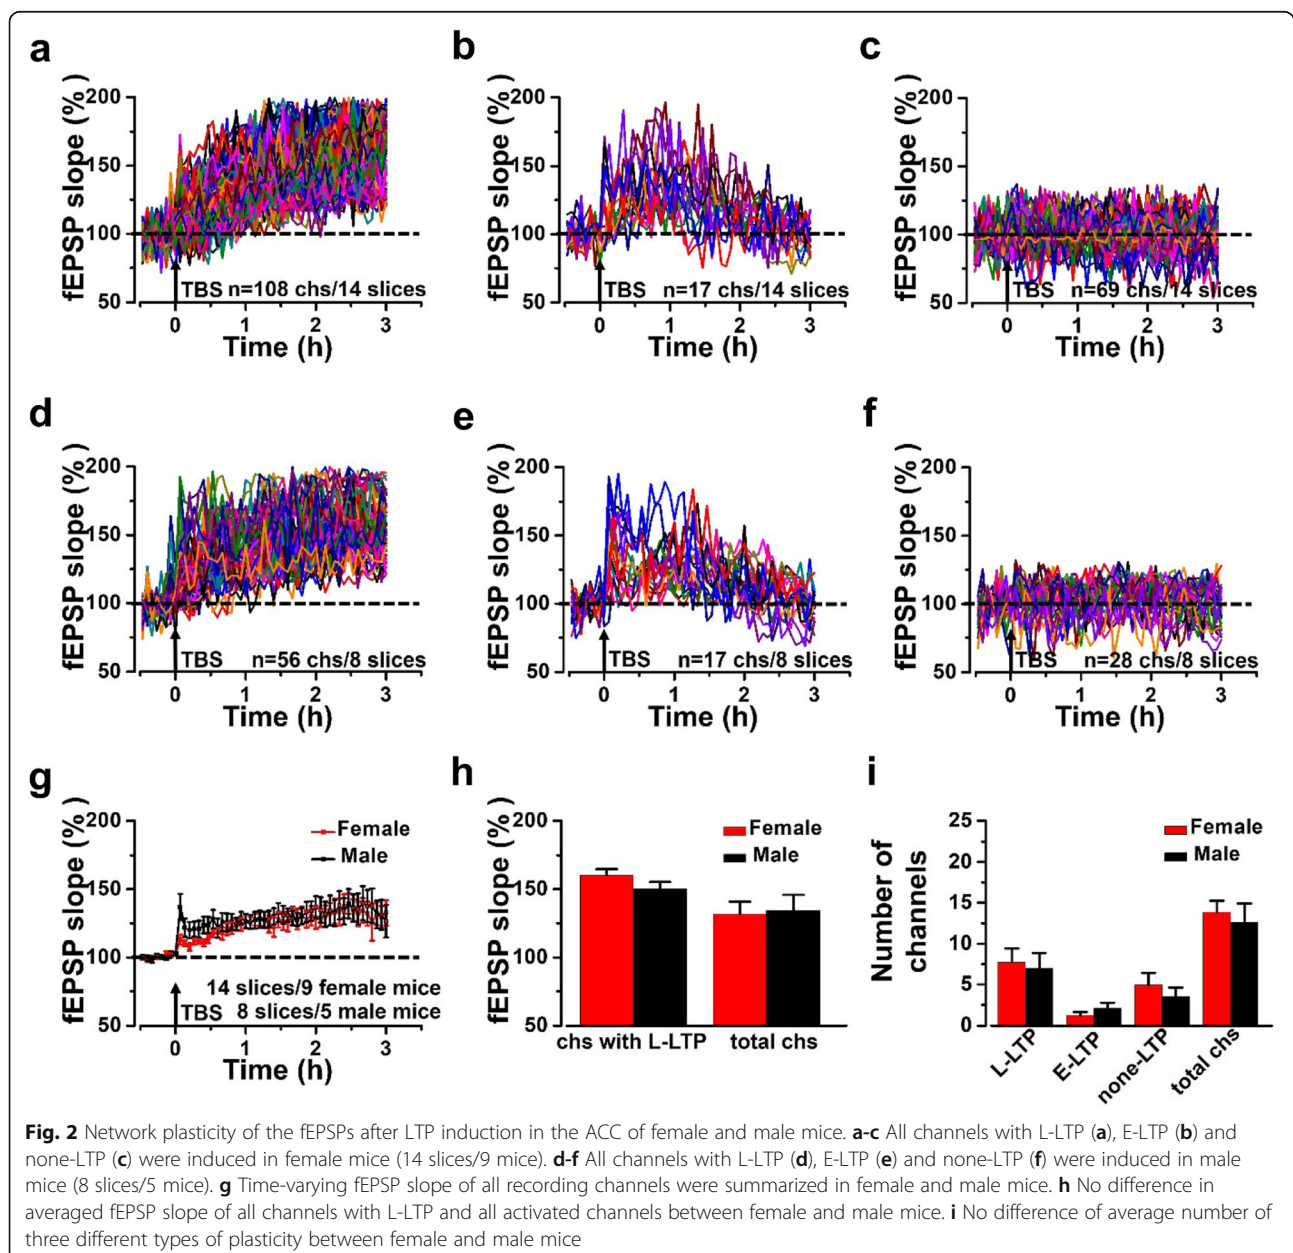 a
fEPSP slope (%)
200
150
100
50
TBS n=108 chs/14 slices
0 1 2 3
Time (h)
b
fEPSP slope (%)
200
150
100
50
TBS n=17 chs/14 slices
0 1 2 3
Time (h)
c
fEPSP slope (%)
200
150
100
50
TBS n=69 chs/14 slices
0 1 2 3
Time (h)
d
fEPSP slope (%)
200
150
100
50
TBS n=56 chs/8 slices
0 1 2 3
Time (h)
e
fEPSP slope (%)
200
150
100
50
TBS n=17 chs/8 slices
0 1 2 3
Time (h)
f
fEPSP slope (%)
200
150
100
50
TBS n=28 chs/8 slices
0 1 2 3
Time (h)
g
fEPSP slope (%)
200
150
100
50
Female
Male
14 slices/9 female mice
TBS 8 slices/5 male mice
0 1 2 3
Time (h)
h
fEPSP slope (%)
200
150
100
50
Female
Male
chs with L-LTP total chs
i
Number of
channels
25
20
15
10
5
0
Female
Male
L-LTP
E-LTP
none-LTP
total chs
Fig. 2 Network plasticity of the fEPSPs after LTP induction in the ACC of female and male mice. a-c All channels with L-LTP (a), E-LTP (b) and
none-LTP (c) were induced in female mice (14 slices/9 mice). d-f All channels with L-LTP (d), E-LTP (e) and none-LTP (f) were induced in male
mice (8 slices/5 mice). g Time-varying fEPSP slope of all recording channels were summarized in female and male mice. h No difference in
averaged fEPSP slope of all channels with L-LTP and all activated channels between female and male mice. i No difference of average number of
three different types of plasticity between female and male mice